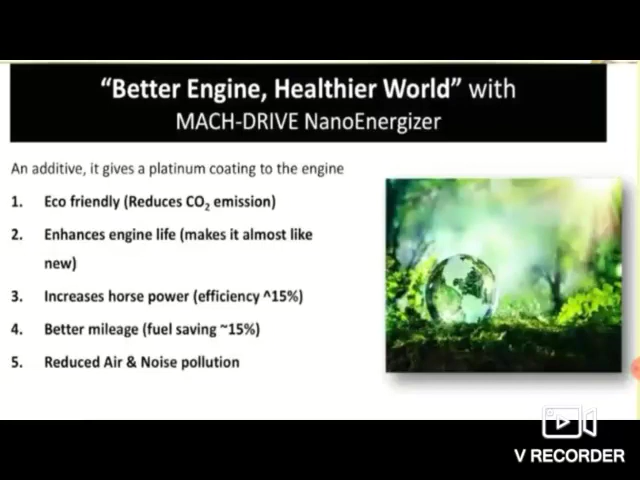 “Better Engine, Healthier World” with
MACH-DRIVE NanoEnergizer
An additive, it gives a platinum coating to the engine
1. Eco friendly (Reduces CO₂ emission)
2. Enhances engine life (makes it almost like
new)
3. Increases horse power (efficiency ^15%)
4. Better mileage (fuel saving ~15%)
5. Reduced Air & Noise pollution
V RECORDER